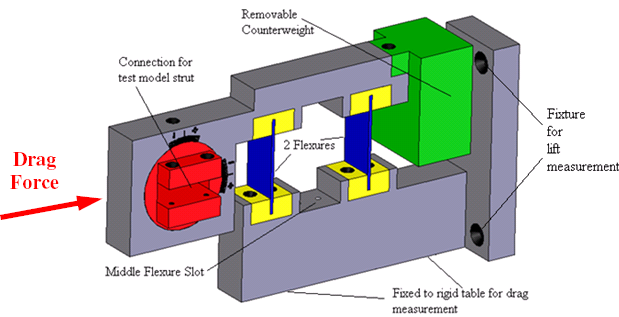 Removable
Counterweight
Connection for
test model strut
2 Flexures
Fixture
for
lift
measurement
Drag
Force
Middle Flexure Slot
Fixed to rigid table for drag
measurement